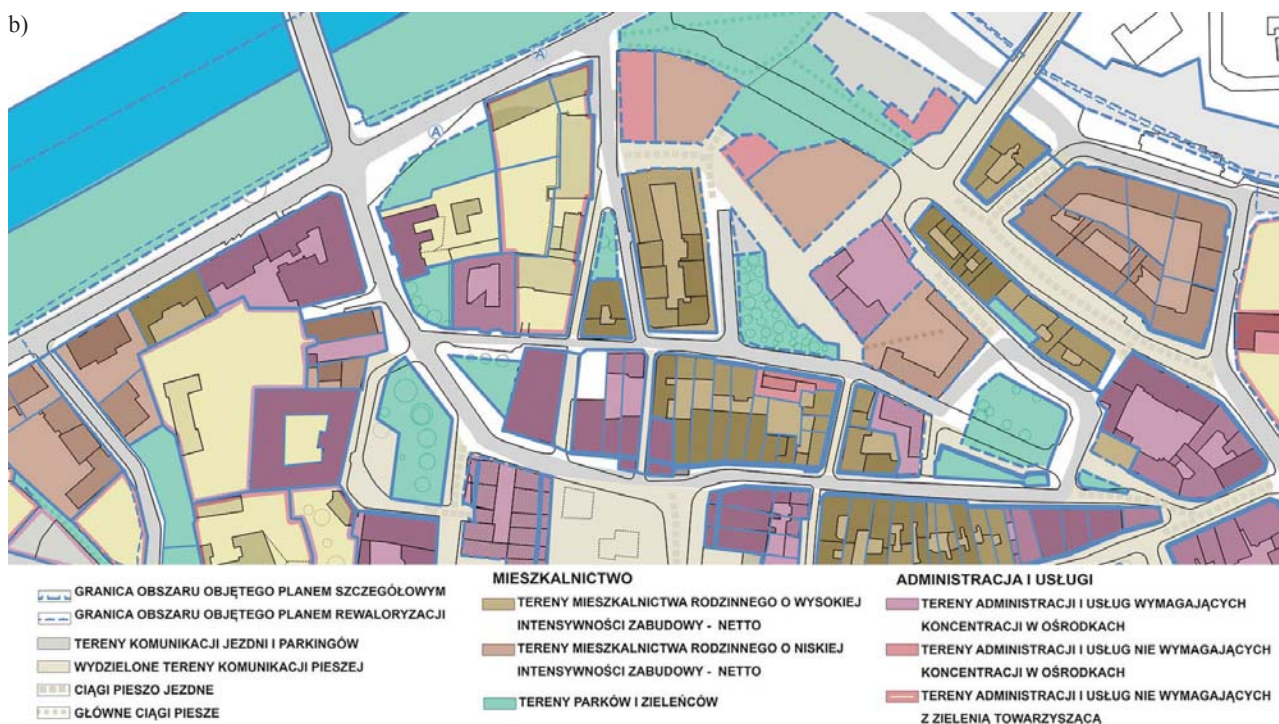 b)
A
A
GRANICA OBSZARU OBJĘTEGO PLANEM SZCZEGÓŁOWYM
GRANICA OBSZARU OBJĘTEGO PLANEM REWALORYZACJI
TERENY KOMUNIKACJI JEZDNI I PARKINGÓW
WYDZIELONE TERENY KOMUNIKACJI PIESZEJ
CIĄGI PIESZO JEZDNE
GŁÓWNE CIĄGI PIESZE
MIESZKALNICTWO
TERENY MIESZKALNICTWA RODZINNEGO O WYSOKIEJ
INTENSYWNOŚCI ZABUDOWY - NETTO
TERENY MIESZKALNICTWA RODZINNEGO O NISKIEJ
INTENSYWNOŚCI ZABUDOWY - NETTO
TERENY PARKÓW I ZIELEŃCÓW
ADMINISTRACJA I USŁUGI
TERENY ADMINISTRACJI I USŁUG WYMAGAJĄCYCH
KONCENTRACJI W OŚRODKACH
TERENY ADMINISTRACJI I USŁUG NIE WYMAGAJĄCYCH
KONCENTRACJI W OŚRODKACH
TERENY ADMINISTRACJI I USŁUG NIE WYMAGAJĄCYCH
Z ZIELENIA TOWARZYSZĄCĄ